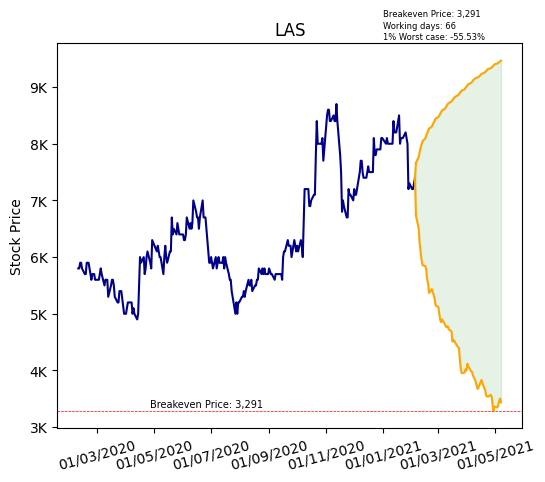 Breakeven Price: 3,291
Working days: 66
1% Worst case: -55.53%
LAS
Stock Price
9K
8K
7K
6K
5K
4K
3K
Breakeven Price: 3,291
01/03/2020
01/05/2020
01/07/2020
01/09/2020
01/11/2020
01/01/2021
01/03/2021
01/05/2021